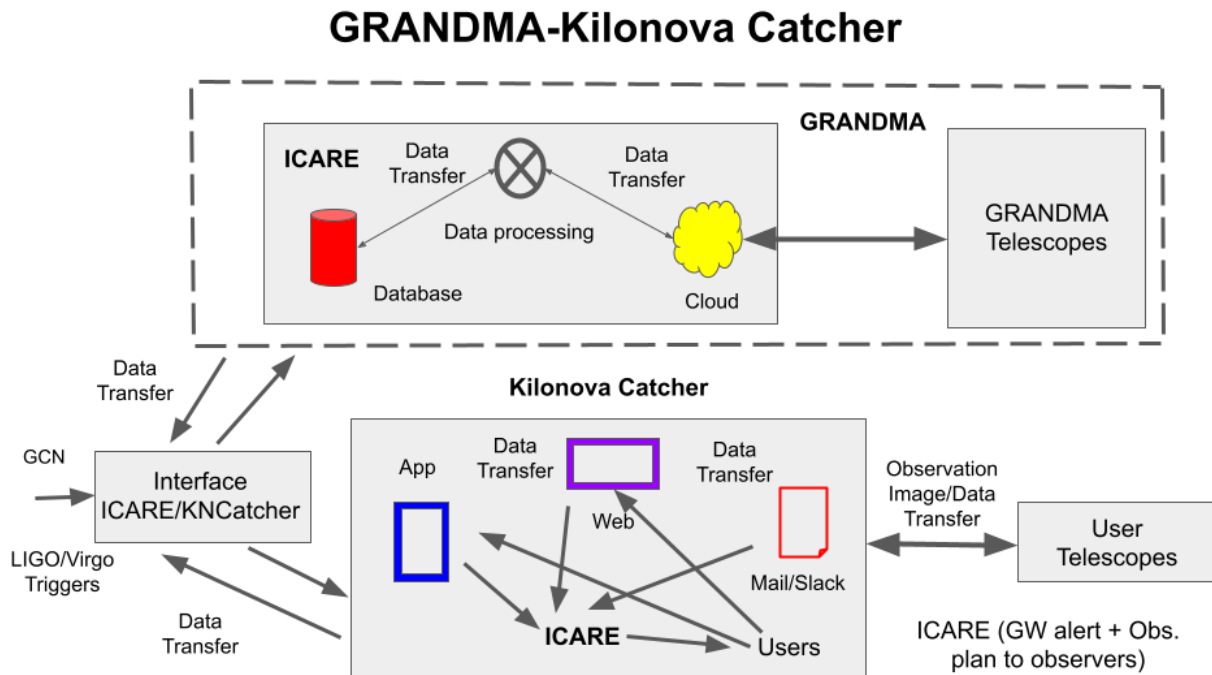 GRANDMA-Kilonova Catcher
GRANDMA
ICARE
Data
Transfer
Data
Transfer
Data processing
Database
Cloud
GRANDMA
Telescopes
Data
Transfer
Kilonova Catcher
GCN
Interface
ICARE/KNCatcher
LIGO/Virgo
Triggers
Data
Transfer
App
Data
Transfer
Web
Data
Transfer
Mail/Slack
ICARE
Users
Observation
Image/Data
Transfer
User
Telescopes
ICARE (GW alert + Obs.
plan to observers)